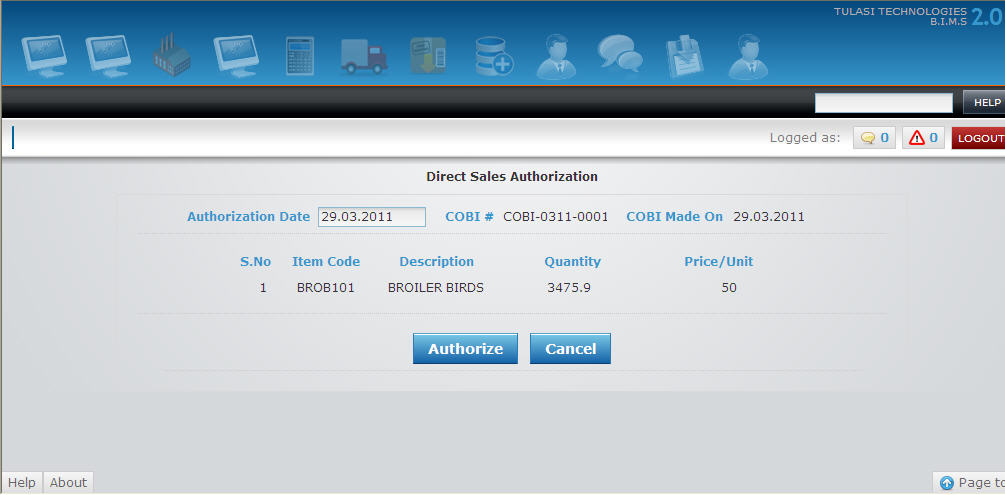 TULASI TECHNOLOGIES
B.I.M.S 2.0
HELP
Logged as: 0 0 LOGOUT
Direct Sales Authorization
Authorization Date 29.03.2011 COBI # COBI-0311-0001 COBI Made On 29.03.2011
S.No Item Code Description Quantity Price/Unit
1 BROB101 BROILER BIRDS 3475.9 50
Authorize Cancel
Help About Page to